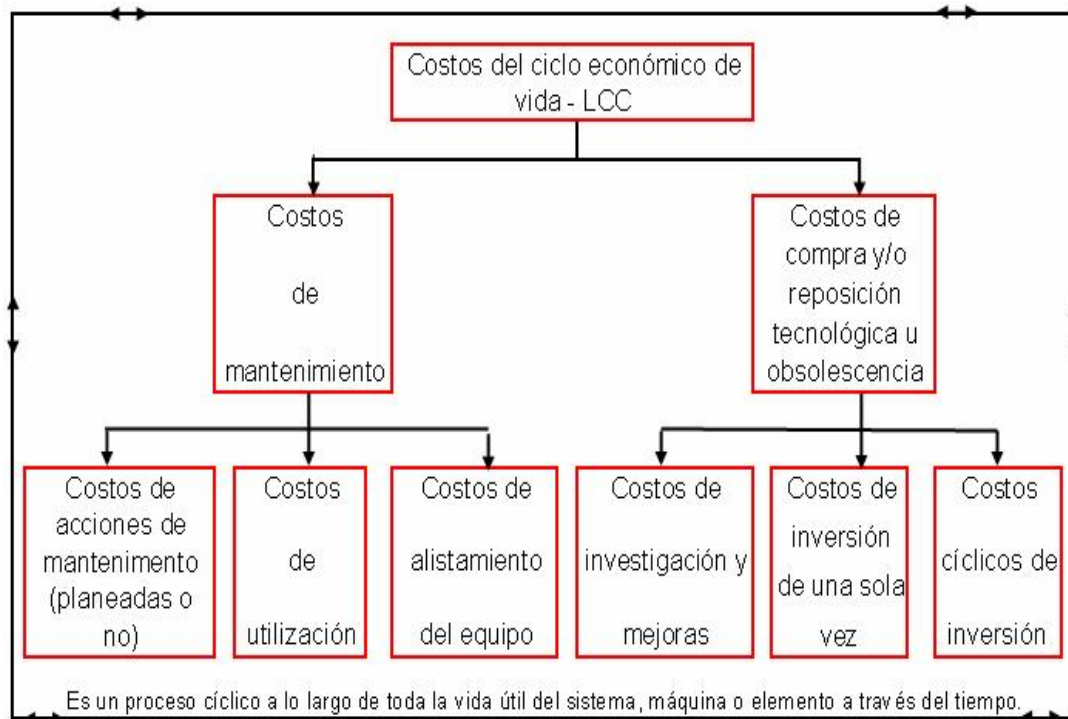 Costos del ciclo económico de
vida - LCC
Costos
de
mantenimiento
Costos de
compra y/o
reposición
tecnológica u
obsolescencia
Costos de
acciones de
mantenimento
(planeadas o
no)
Costos
de
utilización
Costos de
alistamiento
del equipo
Costos de
investigación y
mejoras
Costos de
inversión
de una sola
vez
Costos
cíclicos de
inversión
Es un proceso cíclico a lo largo de toda la vida útil del sistema, máquina o elemento a través del tiempo.